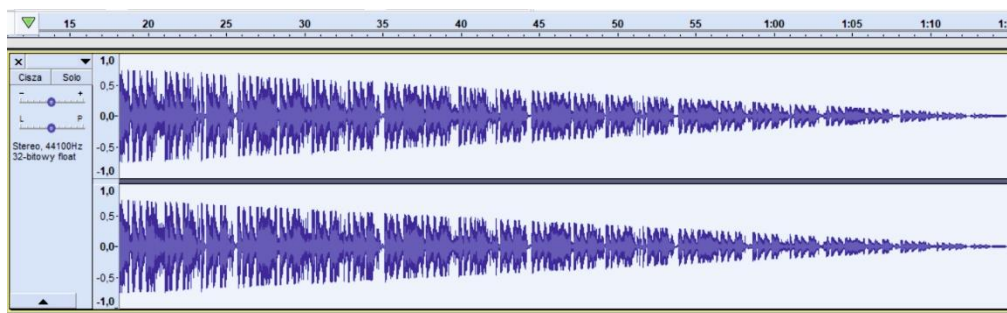 15 20 25 30 35 40 45 50 55 1:00 1:05 1:10 1:
x
Cisza Solo
- +
L P
Stereo, 44100Hz
32-bitowy float
1,0
0,5-
0,0-
-0,5-
-1,0
1,0
0,5-
0,0-
-0,5-
-1,0